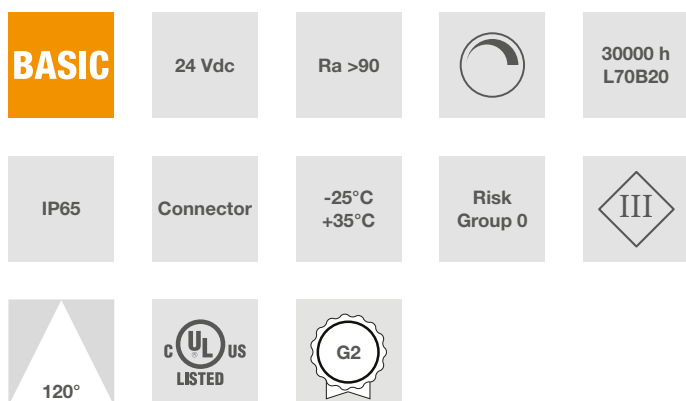 BASIC
24 Vdc
Ra >90
30000 h
L70B20
IP65
Connector
-25°C
+35°C
Risk
Group 0
III
120°
C UL ® US
LISTED
G2